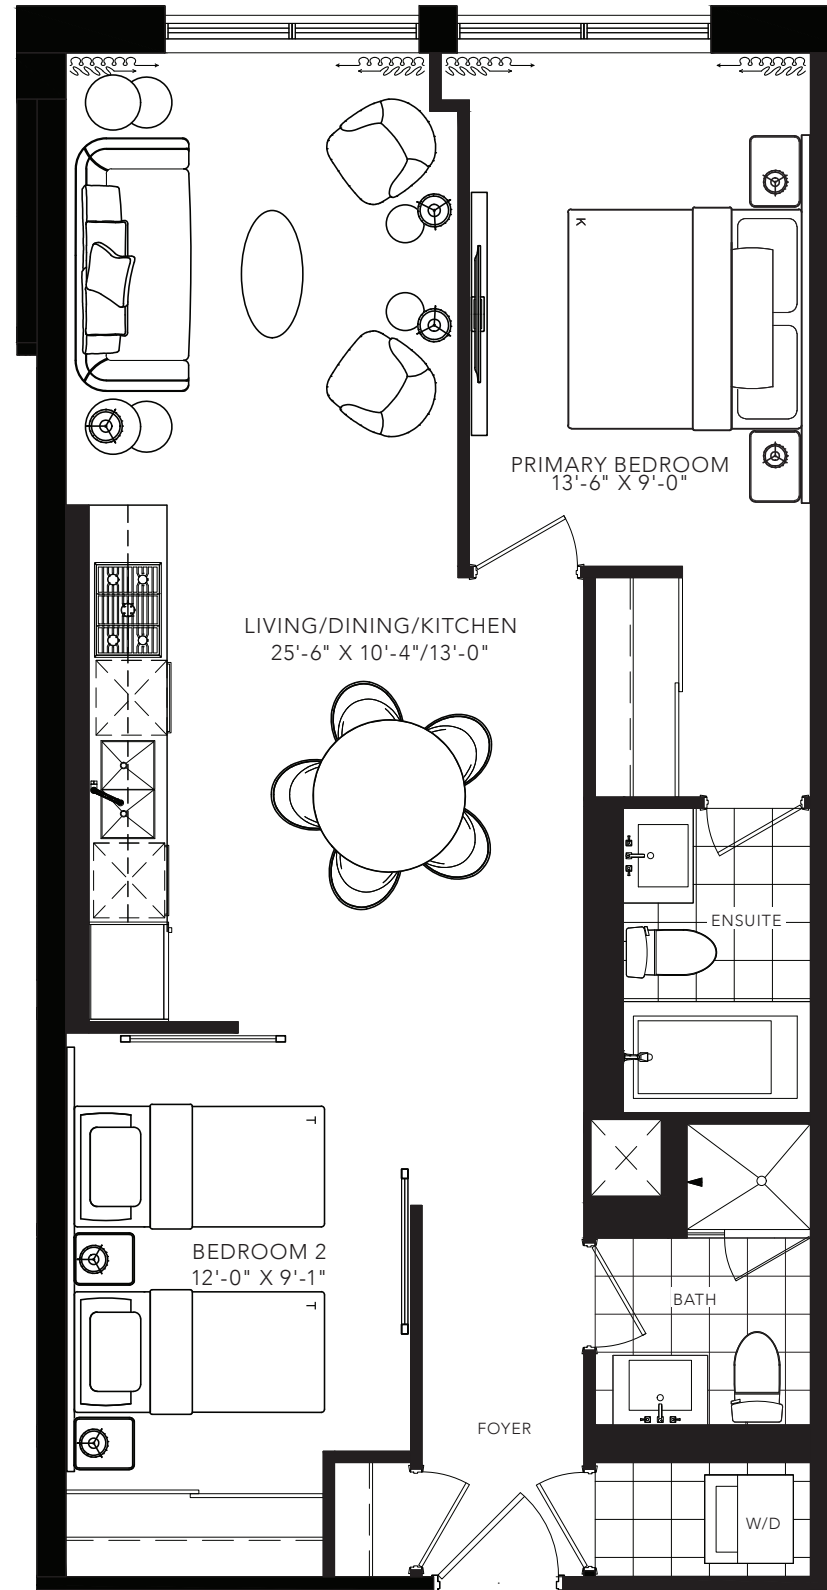 K
PRIMARY BEDROOM
13'-6" X 9'-0"
LIVING/DINING/KITCHEN
25'-6" X 10'-4"/13'-0"
ENSUITE
T
BEDROOM 2
12'-0" X 9'-1"
T
BATH
FOYER
W/D